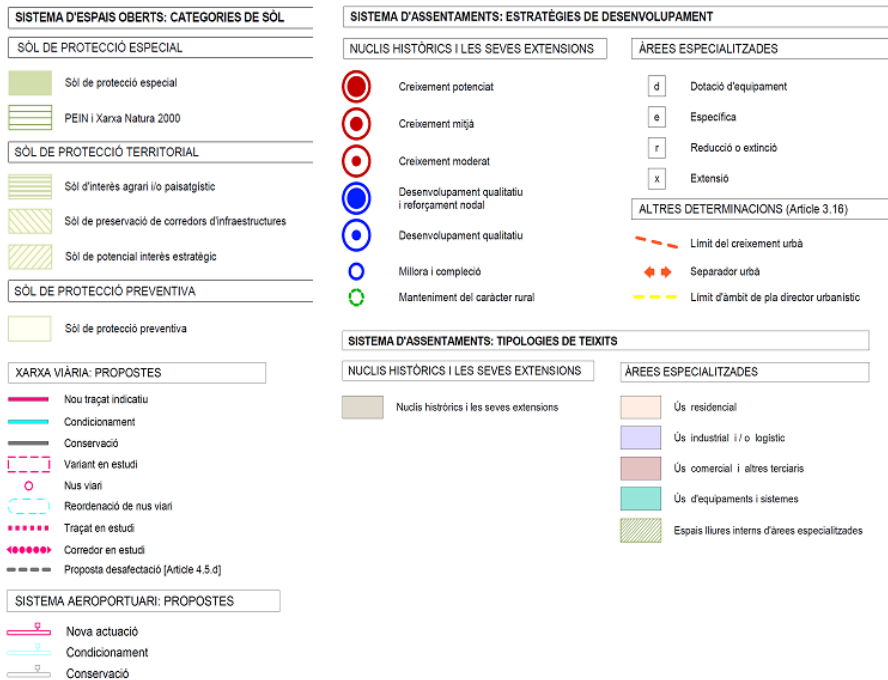 SISTEMA D'ESPAIS OBERTS: CATEGORIES DE SÒL
SÒL DE PROTECCIÓ ESPECIAL
Sòl de protecció especial
PEIN i Xarxa Natura 2000
SÒL DE PROTECCIÓ TERRITORIAL
Sòl d'interès agrari i/o paisatgístic
Sòl de preservació de corredors d'infraestructures
Sòl de potencial interès estratègic
SÒL DE PROTECCIÓ PREVENTIVA
Sòl de protecció preventiva
XARXA VIÀRIA: PROPOSTES
Nou traçat indicatiu
Condicionament
Conservació
Variant en estudi
Nus viari
Reordenació de nus viari
Traçat en estudi
Corredor en estudi
Proposta desafectació [Article 4.5.d]
SISTEMA AEROPORTUARI: PROPOSTES
Nova actuació
Condicionament
Conservació
SISTEMA D'ASSENTAMENTS: ESTRATÈGIES DE DESENVOLUPAMENT
NUCLIS HISTÒRICS I LES SEVES EXTENSIONS
Creixement potenciat
Creixement mitjà
Creixement moderat
Desenvolupament qualitatiu
i reforçament nodal
Desenvolupament qualitatiu
Millora i compleció
Manteniment del caràcter rural
ÀREES ESPECIALITZADES
d Dotació d'equipament
e Específica
r Reducció o extinció
x Extensió
ALTRES DETERMINACIONS (Article 3.16)
Límit del creixement urbà
Separador urbà
Límit d'àmbit de pla director urbanístic
SISTEMA D'ASSENTAMENTS: TIPOLOGIES DE TEIXITS
NUCLIS HISTÒRICS I LES SEVES EXTENSIONS
Nuclis histròrics i les seves extensions
ÀREES ESPECIALITZADES
Ús residencial
Ús industrial i / o logístic
Ús comercial i altres terciaris
Ús d'equipaments i sistemes
Espais lliures interns d'àrees especialitzades